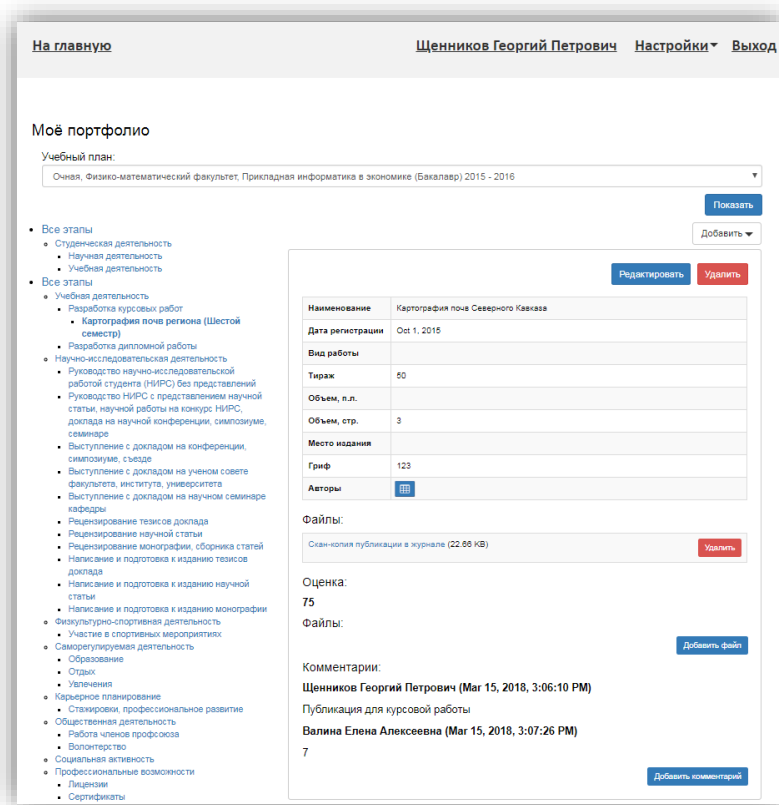 На главную Щенников Георгий Петрович Настройки Выход
Моё портфолио
Учебный план:
Очная, Физико-математический факультет, Прикладная информатика в экономике (Бакалавр) 2015 - 2016
Показать
Добавить
Все этапы
Студенческая деятельность
Научная деятельность
Учебная деятельность
Все этапы
Учебная деятельность
Разработка курсовых работ
Картография почв региона (Шестой
семестр)
Разработка дипломной работы
Научно-исследовательская деятельность
Руководство научно-исследовательской
работой студента (НИРС) без представлений
Руководство НИРС с представлением научной
статьи, научной работы на конкурс НИРС,
доклада на научной конференции, симпозиуме,
семинаре
Выступление с докладом на конференции,
симпозиуме, съезде
Выступление с докладом на ученом совете
факультета, института, университета
Выступление с докладом на научном семинаре
кафедры
Рецензирование тезисов доклада
Рецензирование научной статьи
Рецензирование монографии, сборника статей
Написание и подготовка к изданию тезисов
доклада
Написание и подготовка к изданию научной
статьи
Написание и подготовка к изданию монографии
Физкультурно-спортивная деятельность
Участие в спортивных мероприятиях
Саморегулируемая деятельность
Образование
Отдых
Увлечения
Карьерное планирование
Стажировки, профессиональное развитие
Общественная деятельность
Работа членов профсоюза
Волонтерство
Социальная активность
Профессиональные возможности
Лицензии
Сертификаты
Редактировать Удалить
Наименование Картография почв Северного Кавказа
Дата регистрации Oct 1, 2015
Вид работы
Тираж 50
Объем, п.л.
Объем, стр. 3
Место издания
Гриф 123
Авторы
Файлы:
Скан-копия публикации в журнале (22.66 KB) Удалить
Оценка:
75
Файлы:
Добавить файл
Комментарии:
Щенников Георгий Петрович (Mar 15, 2018, 3:06:10 PM)
Публикация для курсовой работы
Валина Елена Алексеевна (Mar 15, 2018, 3:07:26 PM)
7
Добавить комментарий